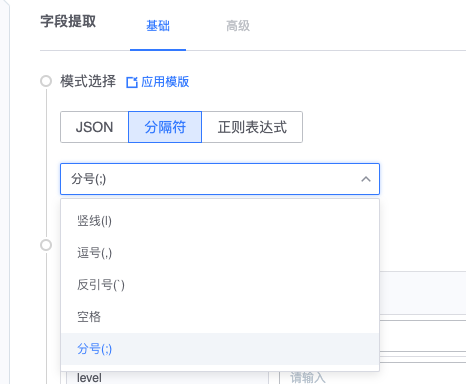 字段提取
基础
高级
模式选择
应用模版
JSON
分隔符
正则表达式
分号(;)
竖线(l)
逗号(,)
反引号(`)
空格
分号(;)
level
请输入